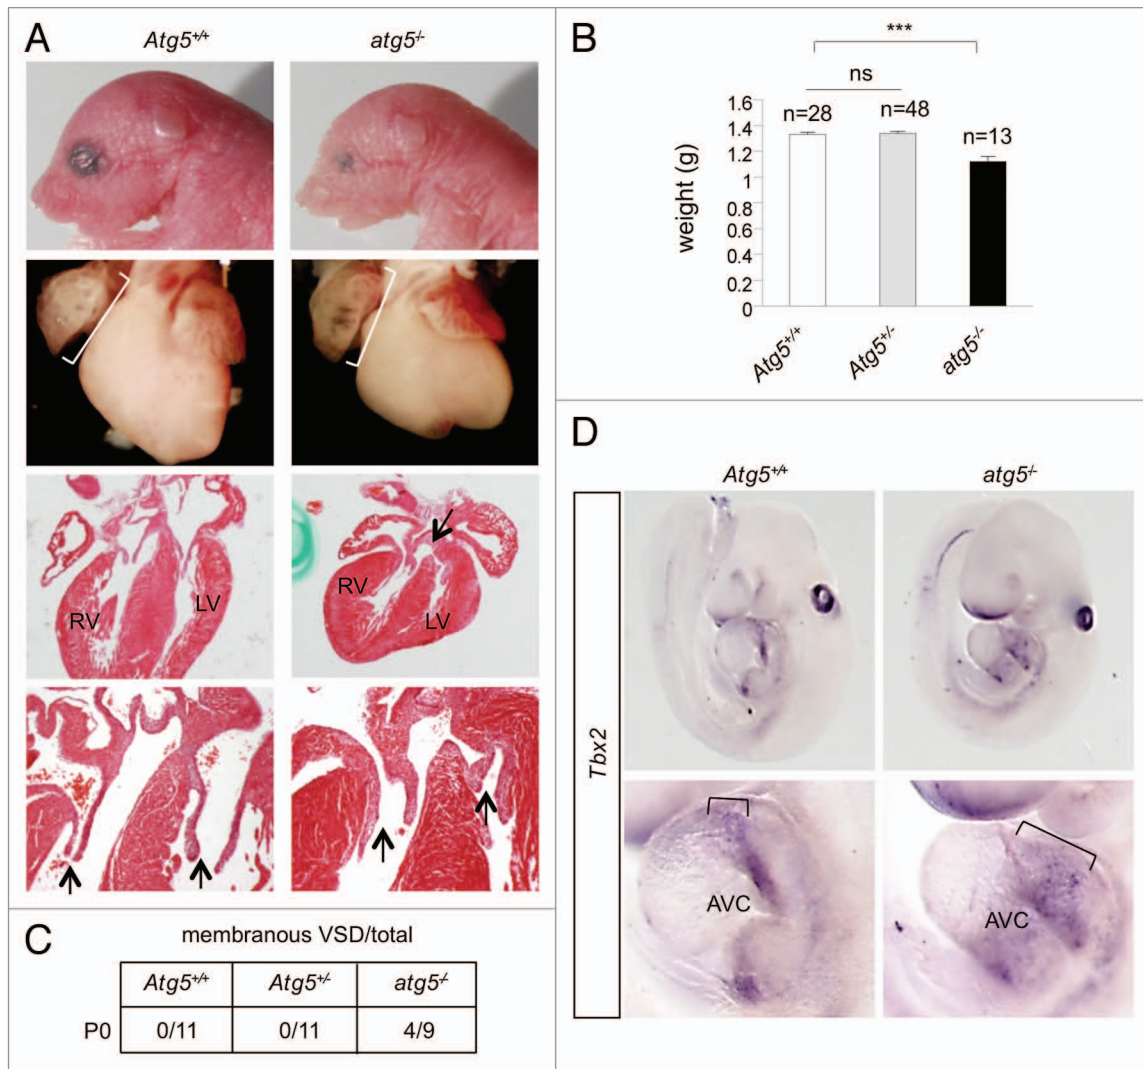 A
Atg5+/+
atg5-/-
RV
LV
RV
LV
B
***
ns
n=28
n=48
n=13
weight (g)
1.6
1.4
1.2
1
0.8
0.6
0.4
0.2
0
Atg5+/+
Atg5+/-
atg5-/-
C
membranous VSD/total
Atg5+/+ Atg5+/- atg5-/-
P0 0/11 0/11 4/9
D
Atg5+/+
atg5-/-
Tbx2
AVC
AVC